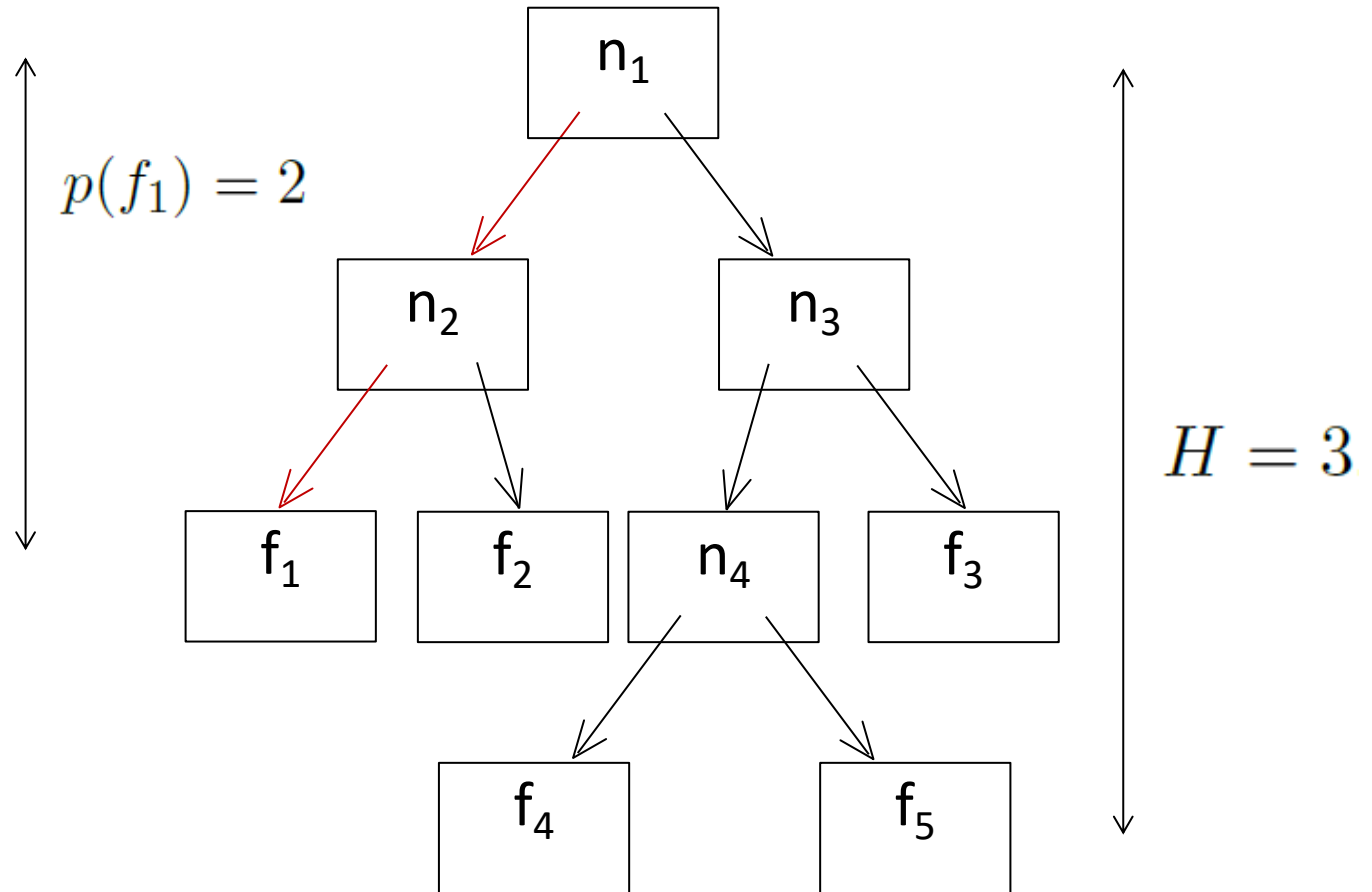 n₁
p(f₁) = 2
n₂
n₃
H = 3
f₁
f₂
n₄
f₃
f₄
f₅